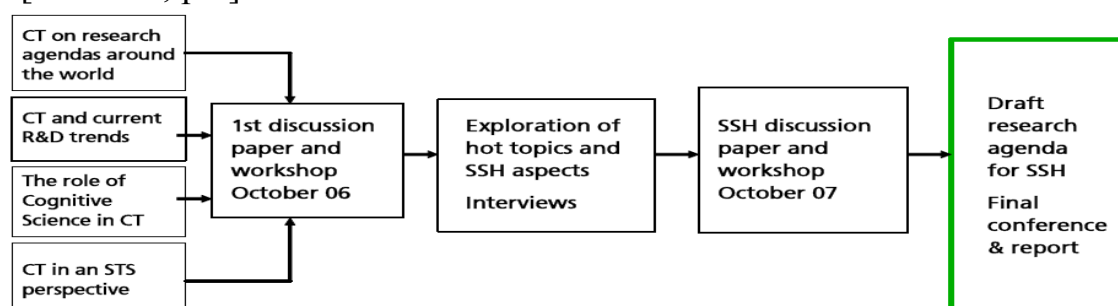 CT on research
agendas around
the world
CT and current
R&D trends
The role of
Cognitive
Science in CT
CT in an STS
perspective
1st discussion
paper and
workshop
October 06
Exploration of
hot topics and
SSH aspects
Interviews
SSH discussion
paper and
workshop
October 07
Draft
research
agenda
for SSH
Final
conference
& report